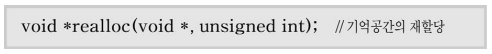 void *realloc(void *, unsigned int); //기억공간의 재할당